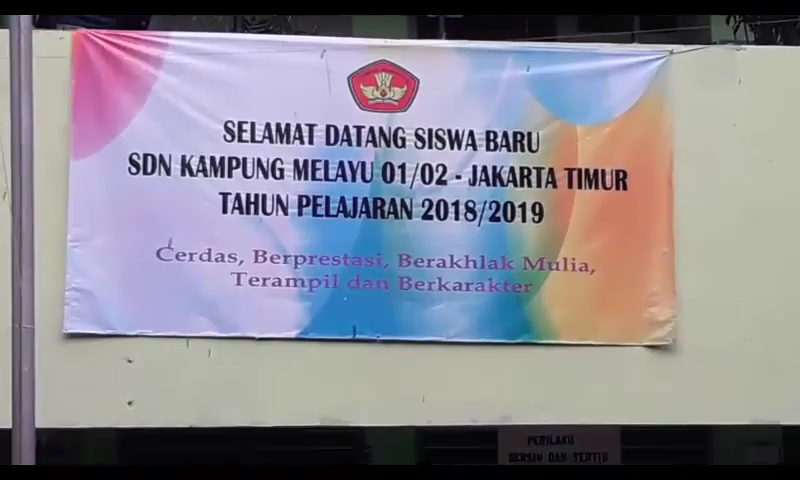 SELAMAT DATANG SISWA BARU
SDN KAMPUNG MELAYU 01/02 - JAKARTA TIMUR
TAHUN PELAJARAN 2018/2019
Cerdas, Berprestasi, Berakhlak Mulia,
Terampil dan Berkarakter
PERILAKU
BERSIH DAN TERTIB